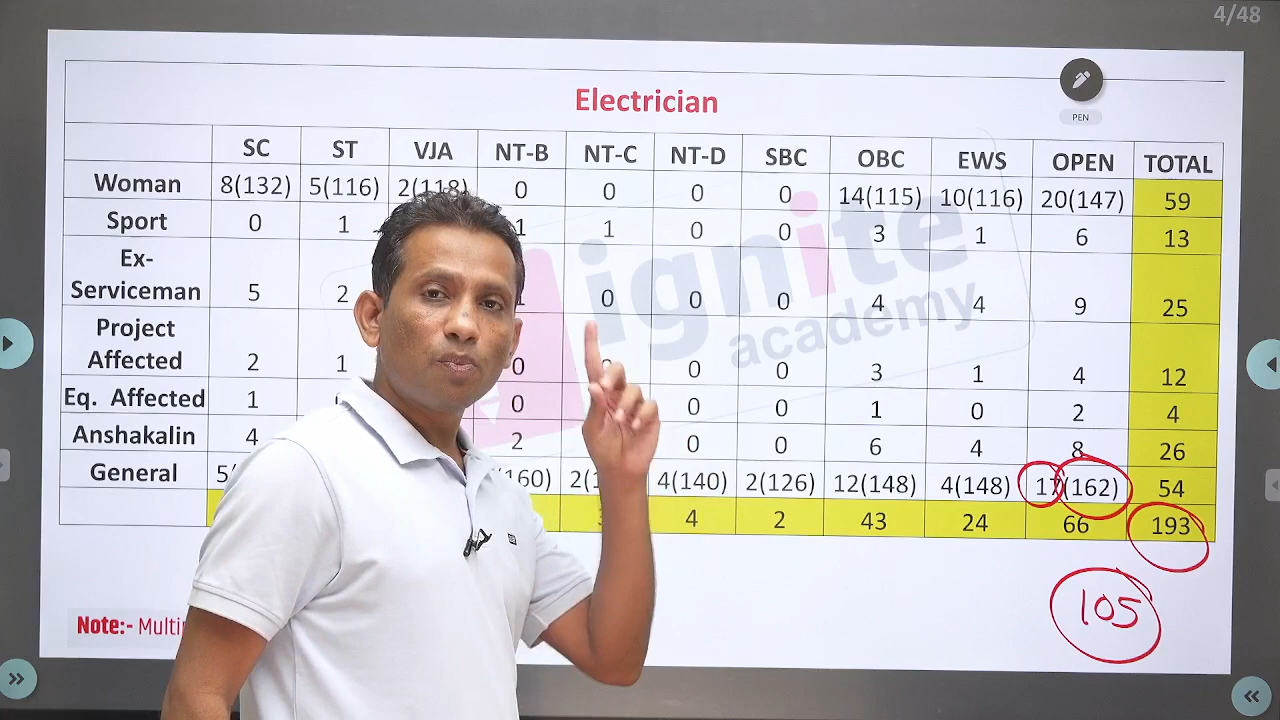 4/48
PEN
Electrician
SC ST VJA NT-B NT-C NT-D SBC OBC EWS OPEN TOTAL
Woman 8(132) 5(116) 2(118) 0 0 0 0 14(115) 10(116) 20(147) 59
Sport 0 1 1 1 0 0 3 1 6 13
Ex-
Serviceman 5 2 1 0 0 0 4 4 9 25
Project
Affected 2 1 0 0 0 0 3 1 4 12
Eq. Affected 1 0 0 0 1 0 2 4
Anshakalin 4 2 0 0 6 4 8 26
General 160) 4(140) 2(126) 12(148) 4(148) 17(162) 54
4 2 43 24 66 193
ignite
academy
105
Note:-